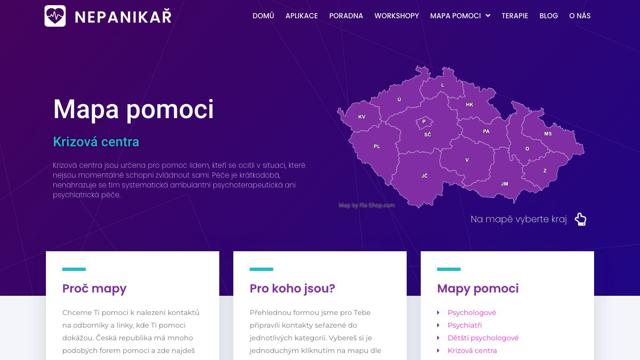 NEPANIKAŘ
DOMŮ APLIKACE PORADNA WORKSHOPY MAPA POMOCI TERAPIE BLOG O NÁS
Mapa pomoci
Krizová centra
Krizová centra jsou určena pro pomoc lidem, kteří se ocitli v situaci, které
nejsou momentálně schopni zvládnout sami. Péče je krátkodobá,
nenahrazuje se tím systematická ambulantní psychoterapeutická ani
psychiatrická péče.
L
U
HK
KV
P
PA
SČ
MS
PL
O
V
Z
JČ
JM
Map by Fla-Shop.com
Na mapě vyberte kraj
Proč mapy
Chceme Ti pomoci k nalezení kontaktů
na odborníky a linky, kde Ti pomoci
dokážou. Česká republika má mnoho
podobných forem pomoci a zde najdeš
Pro koho jsou?
Přehlednou formou jsme pro Tebe
připravili kontakty seřazené do
jednotlivých kategorií. Vybereš si je
jednoduchým kliknutím na mapu dle
Mapy pomoci
Psychologové
Psychiatři
Dětští psychologové
Krizová centra